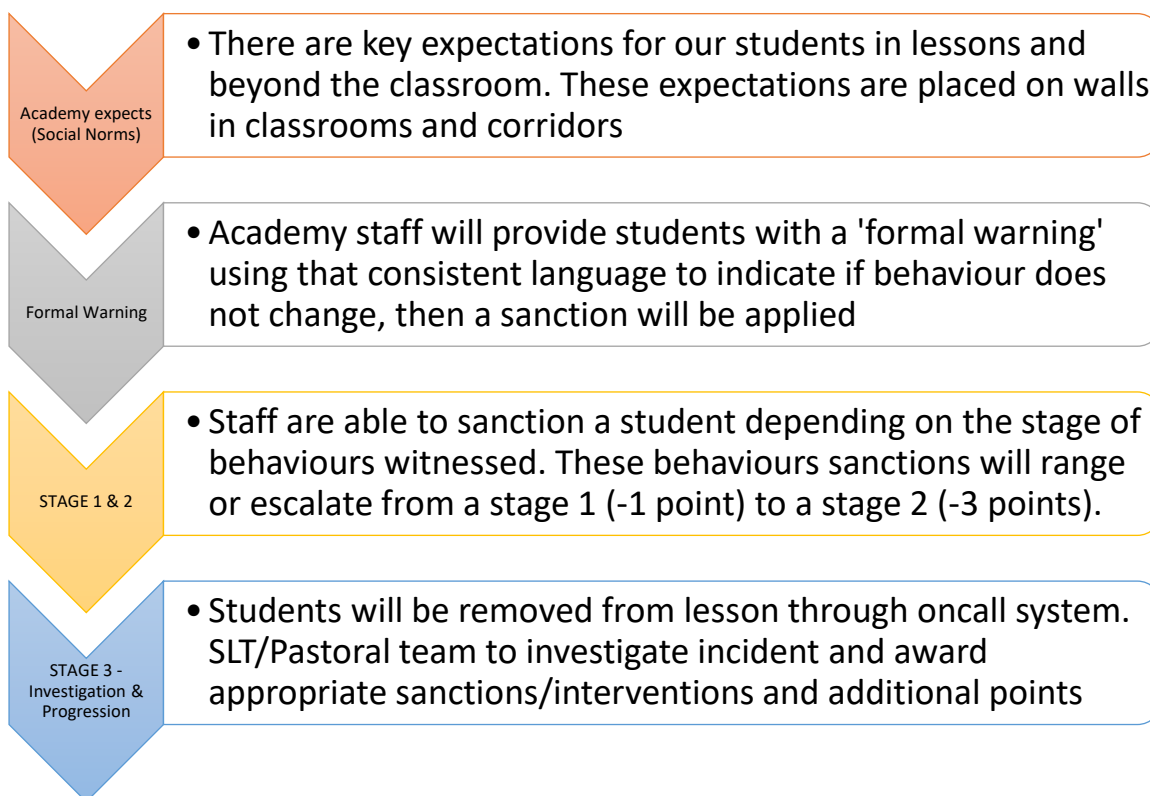 Academy expects
(Social Norms)
• There are key expectations for our students in lessons and
beyond the classroom. These expectations are placed on walls
in classrooms and corridors
Formal Warning
• Academy staff will provide students with a 'formal warning'
using that consistent language to indicate if behaviour does
not change, then a sanction will be applied
STAGE 1 & 2
• Staff are able to sanction a student depending on the stage of
behaviours witnessed. These behaviours sanctions will range
or escalate from a stage 1 (-1 point) to a stage 2 (-3 points).
STAGE 3 -
Investigation &
Progression
• Students will be removed from lesson through oncall system.
SLT/Pastoral team to investigate incident and award
appropriate sanctions/interventions and additional points